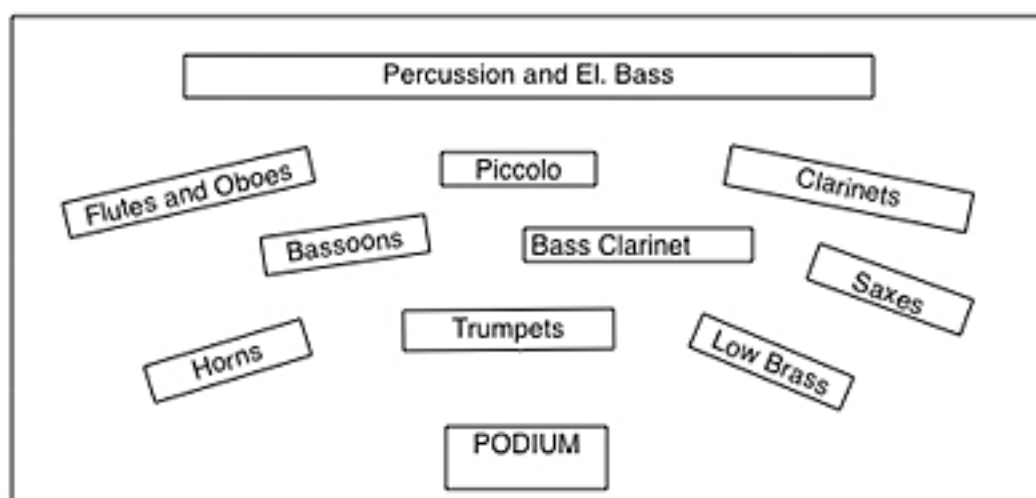 Percussion and El. Bass
Flutes and Oboes
Piccolo
Clarinets
Bassoons
Bass Clarinet
Saxes
Horns
Trumpets
Low Brass
PODIUM